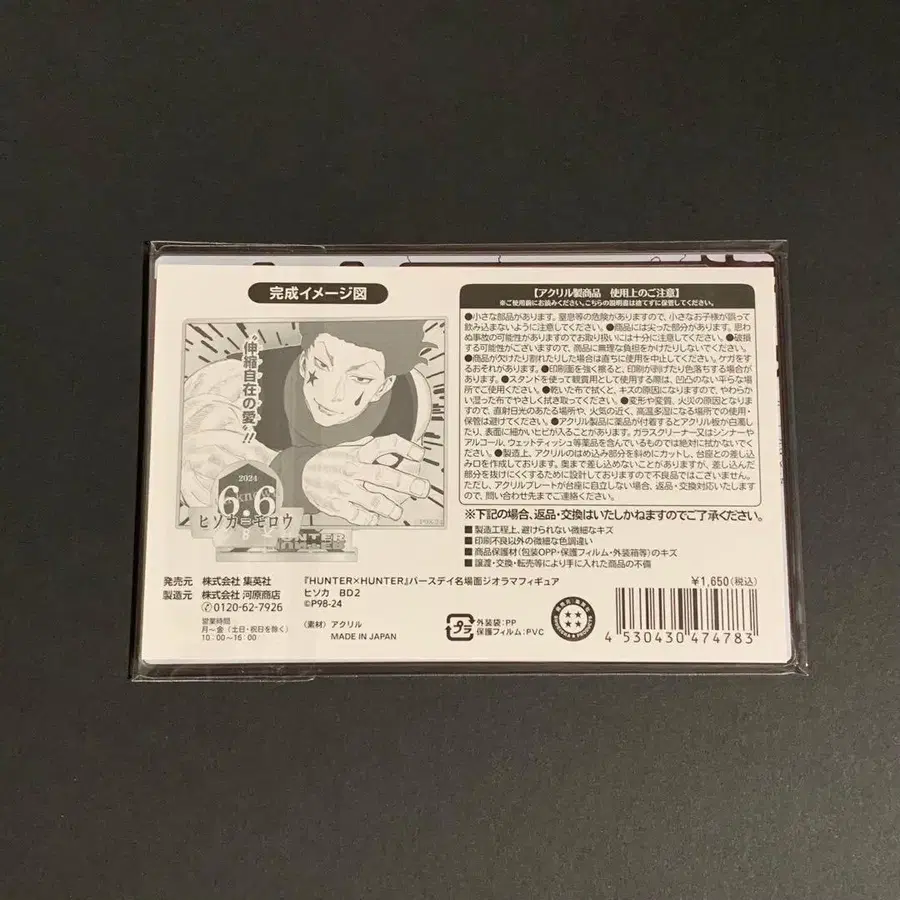 完成イメージ図
"伸縮自在の愛"!!
2024
6.6
ヒソカ＝モロウ
©P98-24
【アクリル製商品 使用上のご注意】
※ご使用前にお読みください。こちらの説明書は捨てずに保管してください。
●小さな部品があります。窒息等の危険がありますので、小さなお子様が誤って
飲み込まないように注意してください。●商品には尖った部分があります。思わ
ぬ事故の可能性がありますのでお取り扱いには十分に注意してください。●破損
する可能性がございますので、商品に無理な負担をかけたりしないでください。
●商品が欠けたり割れたりした場合は直ちに使用を中止してください。ケガをす
るおそれがあります。●印刷面を強く擦ると、印刷が剥げたり色落ちする場合が
あります。●スタンドを使って観賞用として使用する際は、凹凸のない平らな場
所でご使用ください。●乾いた布で拭くと、キズの原因になりますので、やわらか
い湿った布でやさしく拭き取ってください。●変形や変質、火災の原因となりま
すので、直射日光のあたる場所や、火気の近く、高温多湿になる場所での使用・
保管は避けてください。●アクリル製品に薬品が付着するとアクリル板が白濁し
たり、表面に細かいヒビが入ることがあります。ガラスクリーナー又はシンナーや
アルコール、ウェットティッシュ等薬品を含んでいるものでは絶対に拭かないでくだ
さい。●製造上、アクリルのはめ込み部分を斜めにカットし、台座との差し込
み口を作成しております。奥まで差し込めないことがありますが、差し込んだ部
分を抜けにくくするために設計しておりますので不良品ではございません。
ただし、アクリルプレートが台座に自立しない場合、返品・交換対応いたしますの
で、問い合わせ先までご連絡ください。
※下記の場合、返品・交換はいたしかねますのでご了承ください。
■製造工程上、避けられない微細なキズ
■印刷不良以外の微細な色調違い
■商品保護材（包装OPP・保護フィルム・外装箱等）のキズ
■譲渡・交換・転売等により手に入れた商品の不備
発売元 株式会社 集英社
製造元 株式会社 河原商店
✆0120-62-7926
営業時間
月〜金（土日・祝日を除く）
10：00〜16：00
『HUNTER×HUNTER』バースデイ名場面ジオラマフィギュア
ヒソカ BD2
©P98-24
（素材）アクリル
MADE IN JAPAN
プラ
外装袋：PP
保護フィルム：PVC
¥1,650（税込）
4 530430 474783